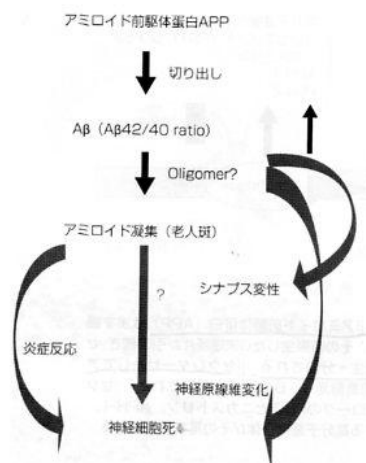 アミロイド前駆体蛋白APP
切り出し
Aβ（Aβ42/40 ratio）
Oligomer?
アミロイド凝集（老人斑）
?
シナプス変性
炎症反応
神経原線維変化
神経細胞死